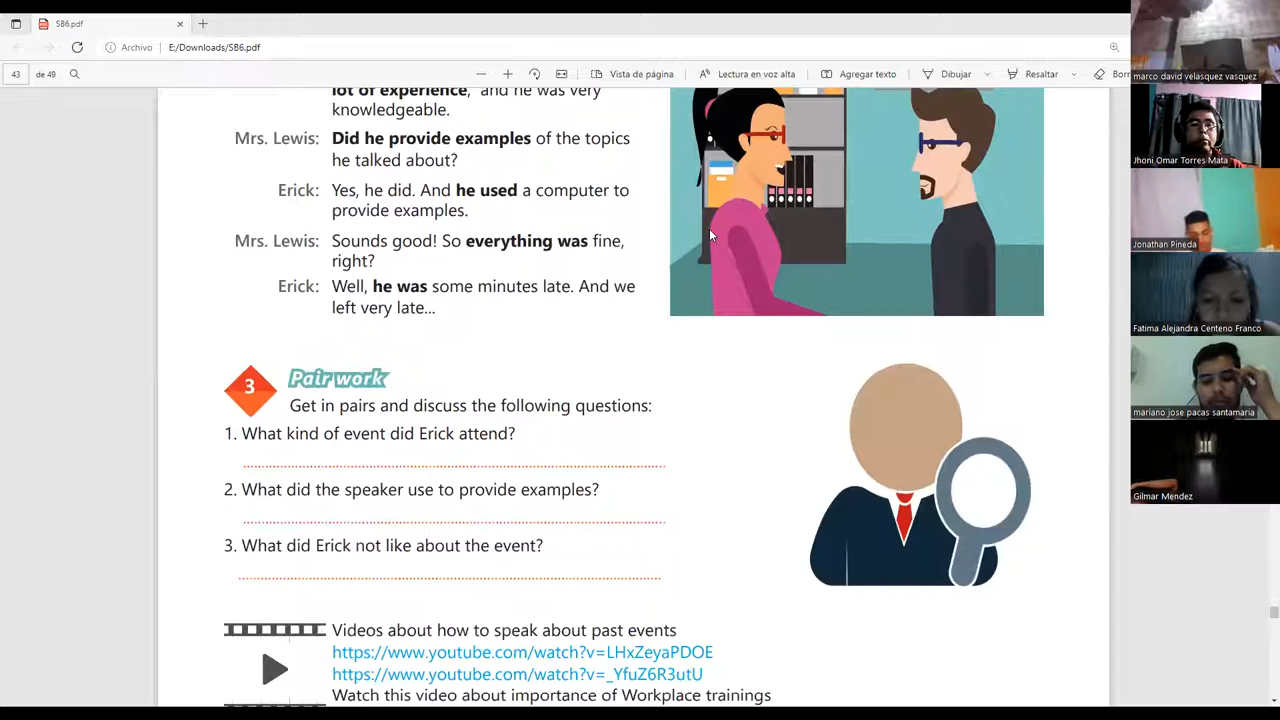 SB6.pdf
Archivo
E:/Downloads/SB6.pdf
43
de 49
Vista de página
Lectura en voz alta
Agregar texto
Dibujar
Resaltar
lot of experience, and he was very
knowledgeable.
Mrs. Lewis: Did he provide examples of the topics
he talked about?
Erick: Yes, he did. And he used a computer to
provide examples.
Mrs. Lewis: Sounds good! So everything was fine,
right?
Erick: Well, he was some minutes late. And we
left very late...
3
Pair work
Get in pairs and discuss the following questions:
1. What kind of event did Erick attend?
2. What did the speaker use to provide examples?
3. What did Erick not like about the event?
Videos about how to speak about past events
https://www.youtube.com/watch?v=LHxZeyaPDOE
https://www.youtube.com/watch?v=_YfuZ6R3utU
Watch this video about importance of Workplace trainings
marco david velasquez vasquez
Jhoni Omar Torres Mata
Jonathan Pineda
Fatima Alejandra Centeno Franco
mariano jose pacas santamaria
Gilmar Mendez